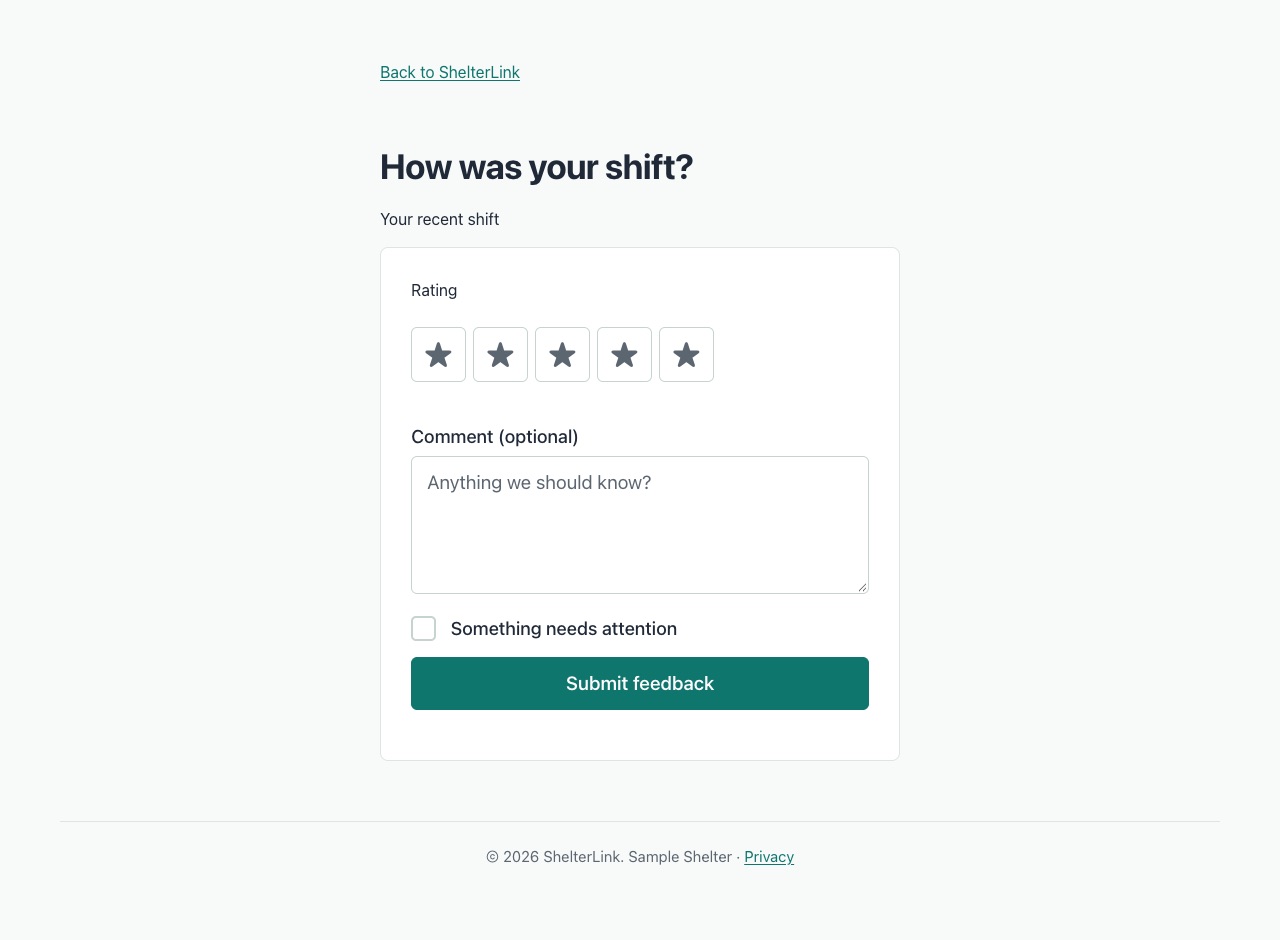 Back to ShelterLink
How was your shift?
Your recent shift
Rating
Comment (optional)
Anything we should know?
Something needs attention
Submit feedback
© 2026 ShelterLink. Sample Shelter · Privacy